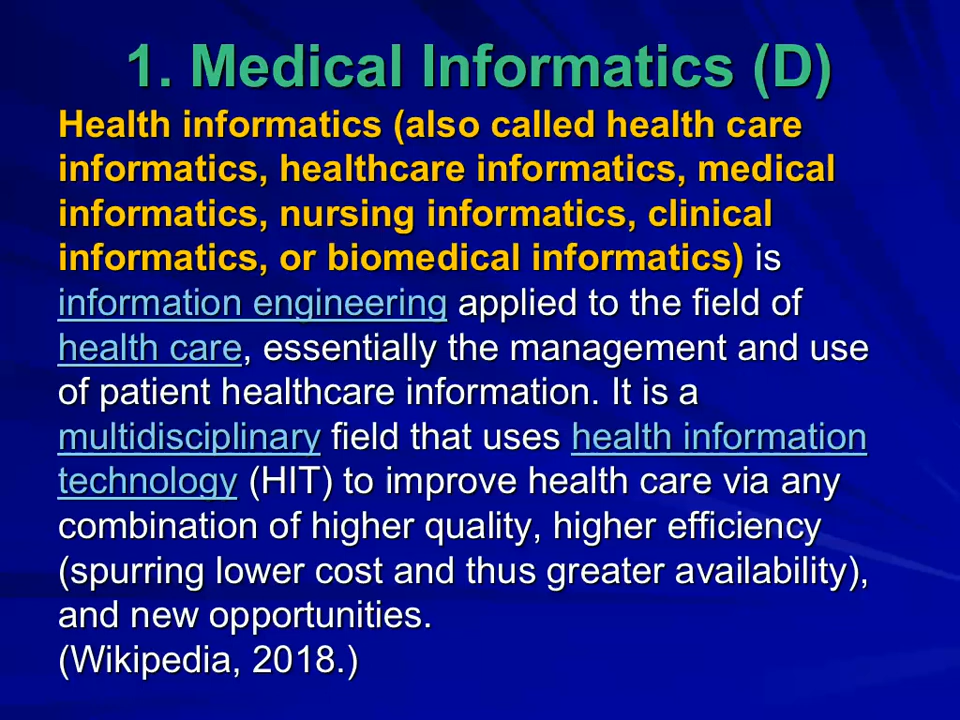 1. Medical Informatics (D)
Health informatics (also called health care
informatics, healthcare informatics, medical
informatics, nursing informatics, clinical
informatics, or biomedical informatics) is
information engineering applied to the field of
health care, essentially the management and use
of patient healthcare information. It is a
multidisciplinary field that uses health information
technology (HIT) to improve health care via any
combination of higher quality, higher efficiency
(spurring lower cost and thus greater availability),
and new opportunities.
(Wikipedia, 2018.)